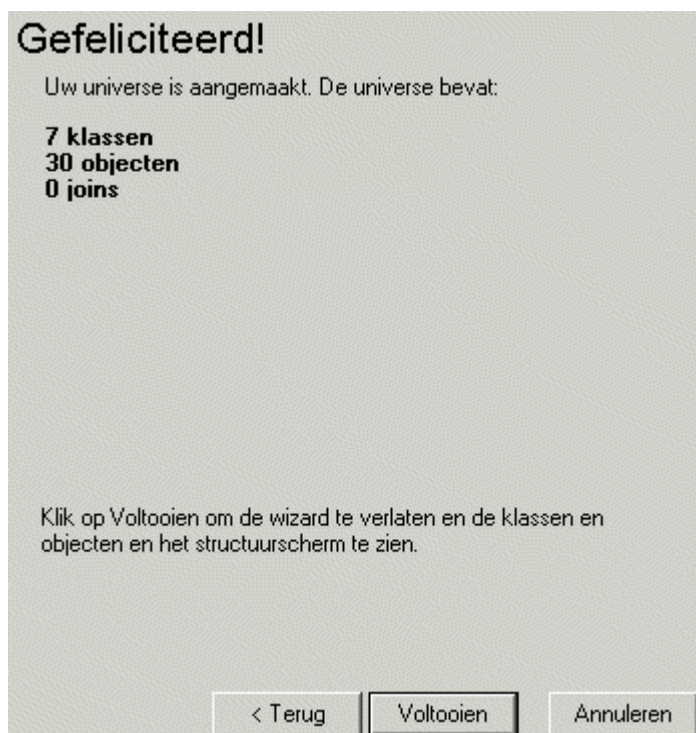 Gefeliciteerd!
Uw universe is aangemaakt. De universe bevat:
7 klassen
30 objecten
0 joins
Klik op Voltooien om de wizard te verlaten en de klassen en
objecten en het structuurscherm te zien.
< Terug
Voltooien
Annuleren